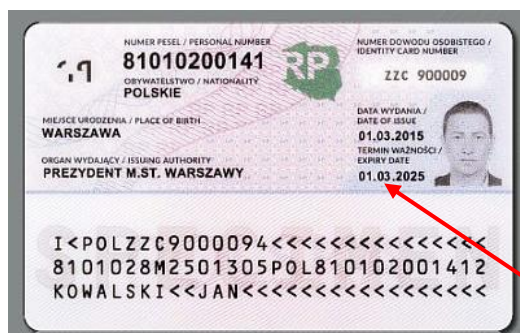 NUMER PESEL / PERSONAL NUMBER
81010200141
OBYWATELSTWO / NATIONALITY
POLSKIE
RP
NUMER DOWODU OSOBISTEGO /
IDENTITY CARD NUMBER
ZZC 900009
MIEJSCE URODZENIA / PLACE OF BIRTH
WARSZAWA
DATA WYDANIA /
DATE OF ISSUE
01.03.2015
ORGAN WYDAJĄCY / ISSUING AUTHORITY
PREZYDENT M.ST. WARSZAWY
TERMIN WAŻNOŚCI /
EXPIRY DATE
01.03.2025
I<POLZZC9000094<<<<<<<<<<<<<<<
8101028M2501305POL810102001412
KOWALSKI<<JAN<<<<<<<<<<<<<<<<<